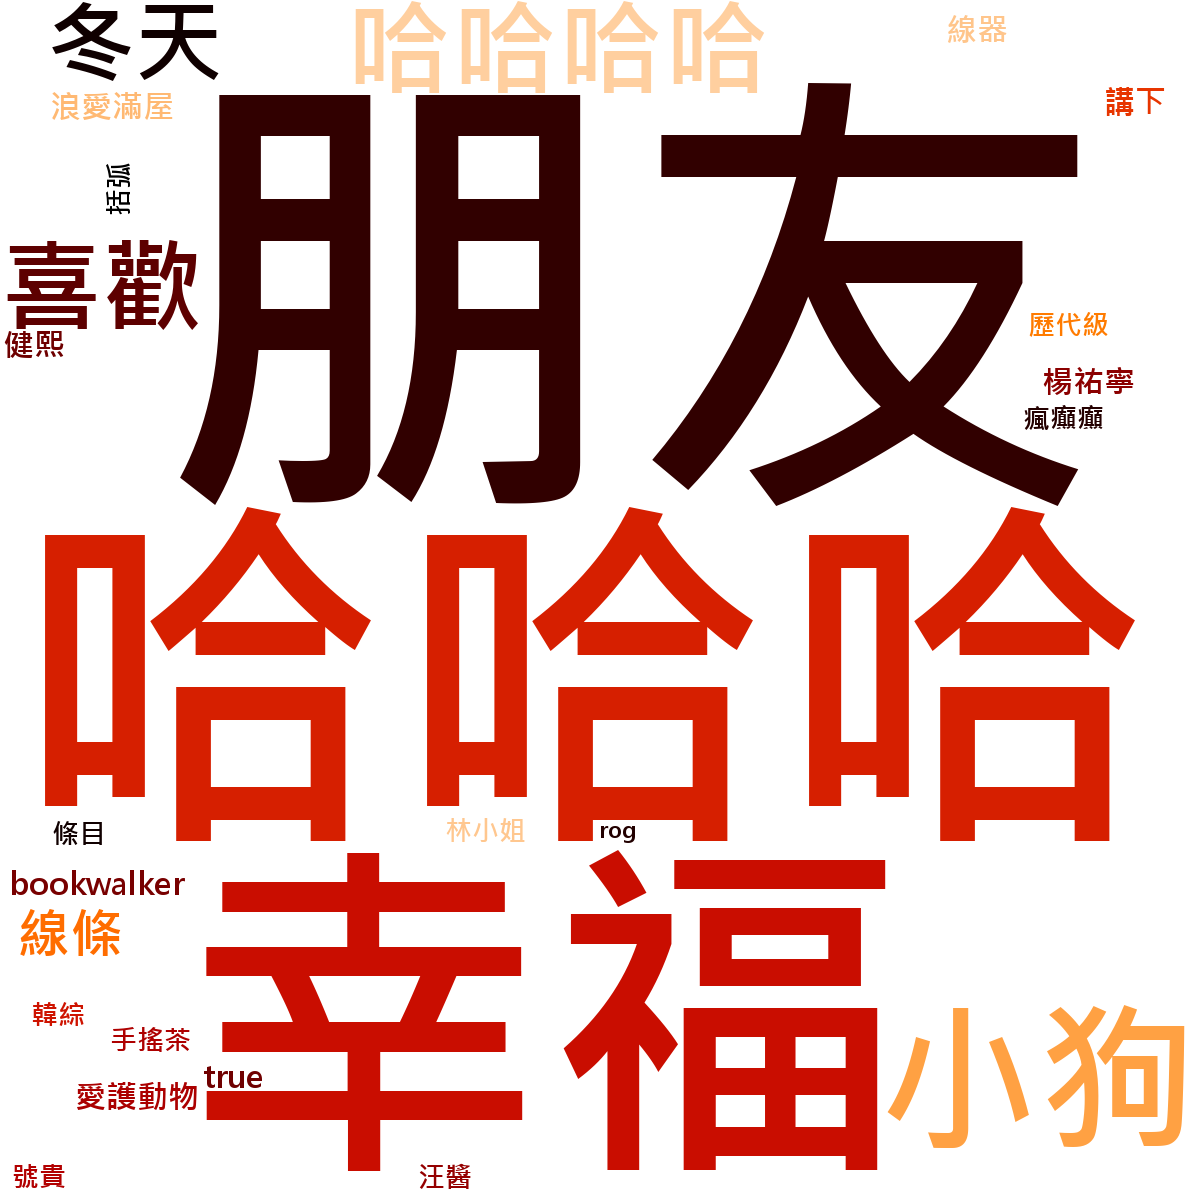 冬天
哈哈哈哈
線器
浪愛滿屋
講下
括弧
朋友
喜歡
健熙
歷代級
楊祐寧
瘋癲癲
哈哈哈
條目
林小姐
rog
bookwalker
線條
幸福
韓綜
小狗
手搖茶
true
愛護動物
號貴
汪醬